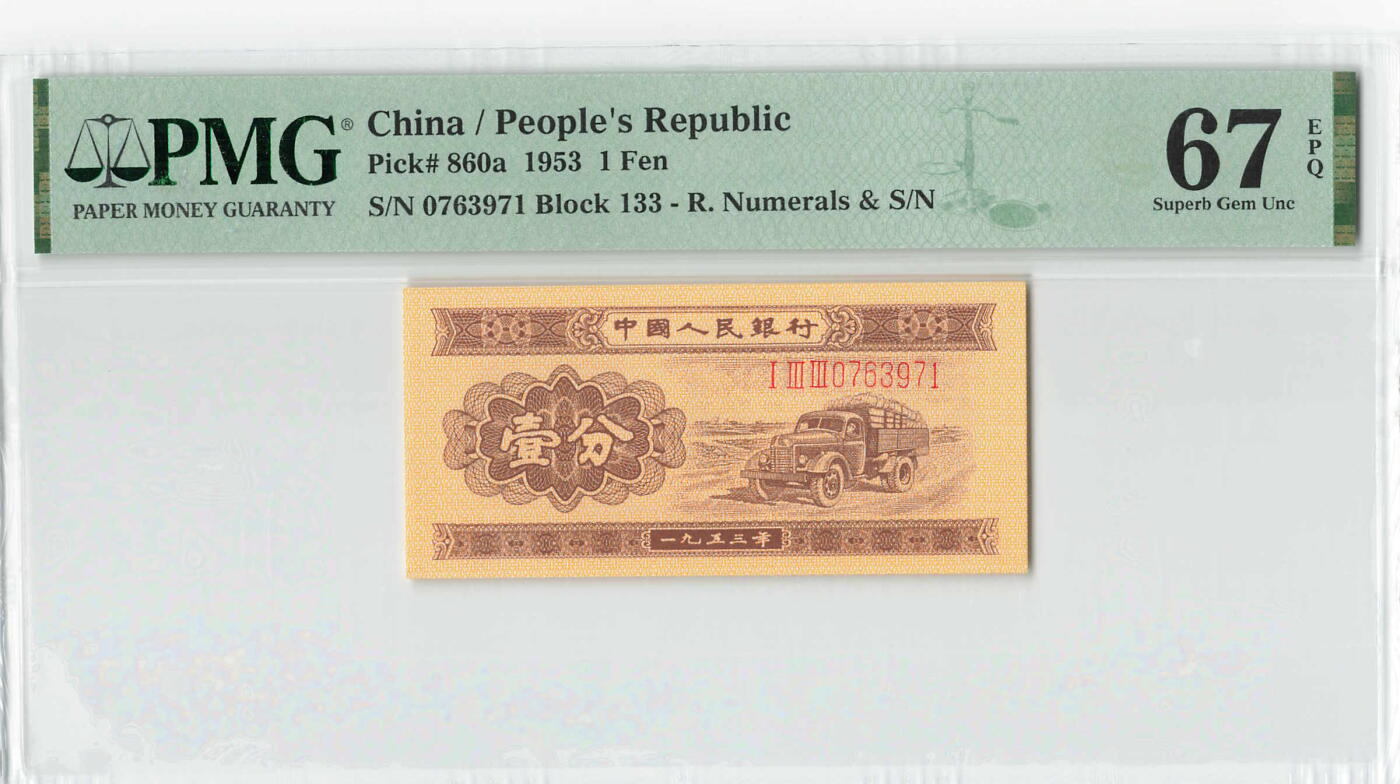 PMG®
PAPER MONEY GUARANTY
China / People's Republic
Pick# 860a 1953 1 Fen
S/N 0763971 Block 133 - R. Numerals & S/N
67
EPQ
Superb Gem Unc
中國人民銀行
I III III 0763971
壹分
一九五三年